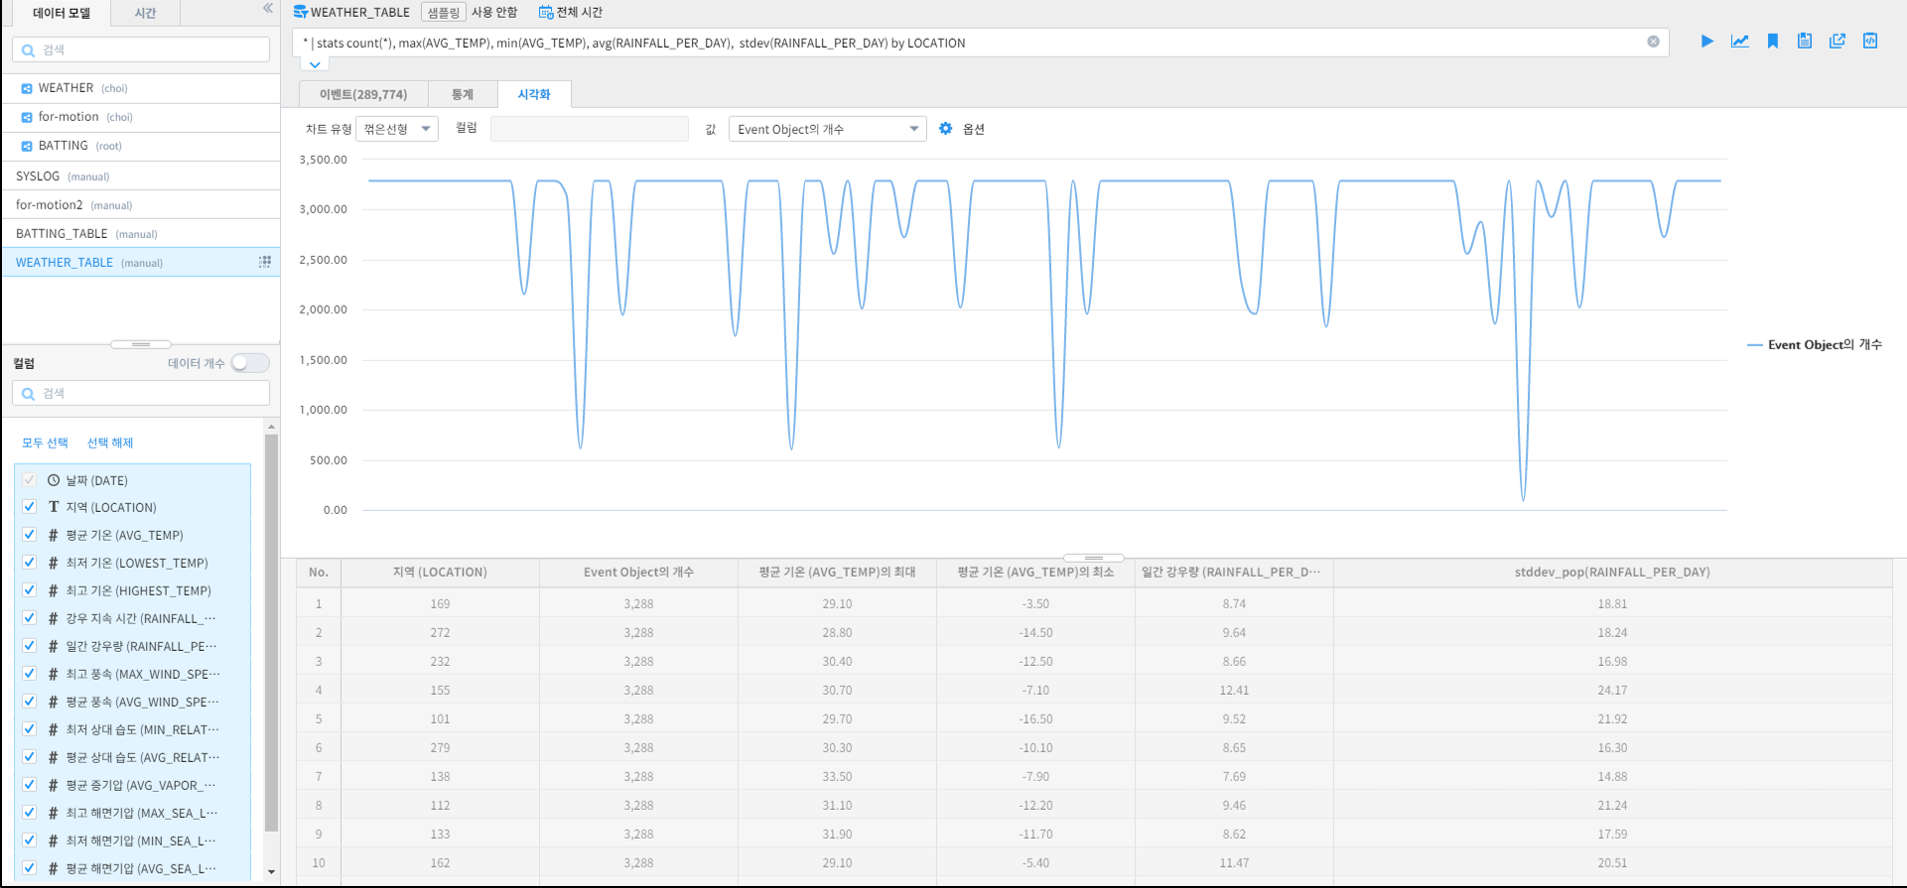 데이터 모델
시간
검색
WEATHER (choi)
for-motion (choi)
BATTING (root)
SYSLOG (manual)
for-motion2 (manual)
BATTING_TABLE (manual)
WEATHER_TABLE (manual)
컬럼
데이터 개수
검색
모두 선택 선택 해제
날짜 (DATE)
T 지역 (LOCATION)
# 평균 기온 (AVG_TEMP)
# 최저 기온 (LOWEST_TEMP)
# 최고 기온 (HIGHEST_TEMP)
# 강우 지속 시간 (RAINFALL_···
# 일간 강우량 (RAINFALL_PE···
# 최고 풍속 (MAX_WIND_SPE···
# 평균 풍속 (AVG_WIND_SPE···
# 최저 상대 습도 (MIN_RELAT···
# 평균 상대 습도 (AVG_RELAT···
# 평균 증기압 (AVG_VAPOR_···
# 최고 해면기압 (MAX_SEA_L···
# 최저 해면기압 (MIN_SEA_L···
# 평균 해면기압 (AVG_SEA_L···
WEATHER_TABLE 샘플링 사용 안함 전체 시간
* | stats count(*), max(AVG_TEMP), min(AVG_TEMP), avg(RAINFALL_PER_DAY), stdev(RAINFALL_PER_DAY) by LOCATION
이벤트(289,774) 통계 시각화
차트 유형 꺾은선형 컬럼 값 Event Object의 개수 옵션
3,500.00
3,000.00
2,500.00
2,000.00
1,500.00
1,000.00
500.00
0.00
Event Object의 개수
No. 지역 (LOCATION) Event Object의 개수 평균 기온 (AVG_TEMP)의 최대 평균 기온 (AVG_TEMP)의 최소 일간 강우량 (RAINFALL_PER_D··· stddev_pop(RAINFALL_PER_DAY)
1 169 3,288 29.10 -3.50 8.74 18.81
2 272 3,288 28.80 -14.50 9.64 18.24
3 232 3,288 30.40 -12.50 8.66 16.98
4 155 3,288 30.70 -7.10 12.41 24.17
5 101 3,288 29.70 -16.50 9.52 21.92
6 279 3,288 30.30 -10.10 8.65 16.30
7 138 3,288 33.50 -7.90 7.69 14.88
8 112 3,288 31.10 -12.20 9.46 21.24
9 133 3,288 31.90 -11.70 8.62 17.59
10 162 3,288 29.10 -5.40 11.47 20.51